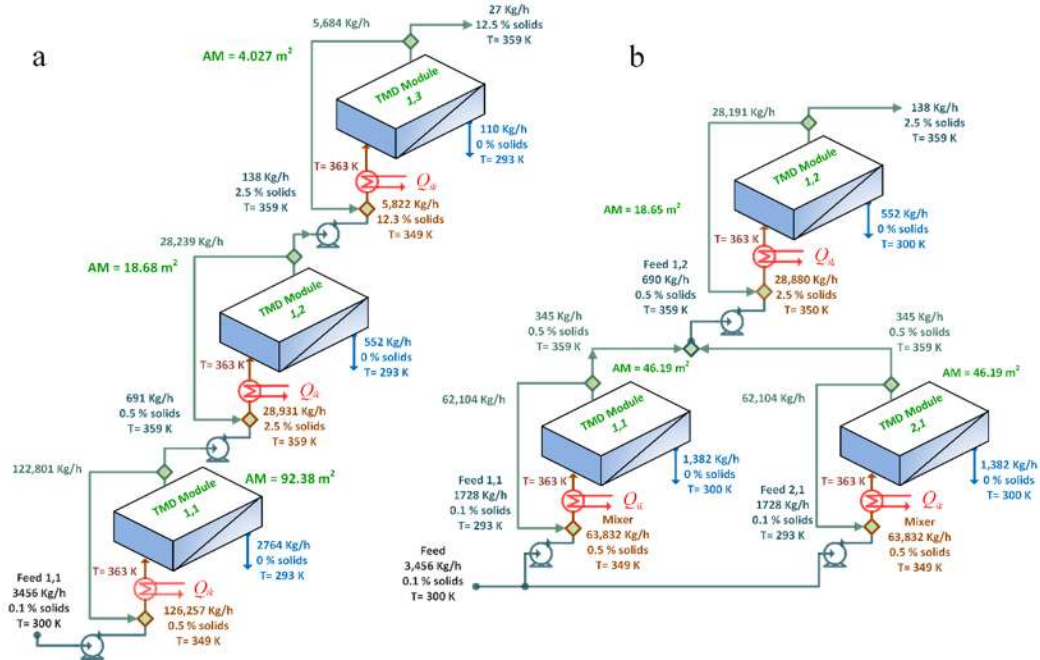 a
5,684 Kg/h
27 Kg/h
12.5 % solids
T= 359 K
AM = 4.027 m²
TMD Module
1,3
110 Kg/h
0 % solids
T= 293 K
T= 363 K
Qik
138 Kg/h
2.5 % solids
T= 359 K
5,822 Kg/h
12.3 % solids
T= 349 K
28,239 Kg/h
AM = 18.68 m²
TMD Module
1,2
552 Kg/h
0 % solids
T= 293 K
T= 363 K
Qik
691 Kg/h
0.5 % solids
T= 359 K
28,931 Kg/h
2.5 % solids
T= 359 K
122,801 Kg/h
AM = 92.38 m²
TMD Module
1,1
2764 Kg/h
0 % solids
T= 293 K
T= 363 K
Qik
Feed 1,1
3456 Kg/h
0.1 % solids
T= 300 K
126,257 Kg/h
0.5 % solids
T= 349 K
b
28,191 Kg/h
138 Kg/h
2.5 % solids
T= 359 K
TMD Module
1,2
AM = 18.65 m²
552 Kg/h
0 % solids
T= 300 K
T= 363 K
Qik
Feed 1,2
690 Kg/h
0.5 % solids
T= 359 K
28,880 Kg/h
2.5 % solids
T= 350 K
345 Kg/h
0.5 % solids
T= 359 K
345 Kg/h
0.5 % solids
T= 359 K
AM = 46.19 m²
AM = 46.19 m²
62,104 Kg/h
TMD Module
1,1
62,104 Kg/h
TMD Module
2,1
1,382 Kg/h
0 % solids
T= 300 K
1,382 Kg/h
0 % solids
T= 300 K
Feed 1,1
1728 Kg/h
0.1 % solids
T= 293 K
T= 363 K
Qik
Feed 2,1
1728 Kg/h
0.1 % solids
T= 293 K
T= 363 K
Qik
Mixer
63,832 Kg/h
0.5 % solids
T= 349 K
Mixer
63,832 Kg/h
0.5 % solids
T= 349 K
Feed
3,456 Kg/h
0.1 % solids
T= 300 K